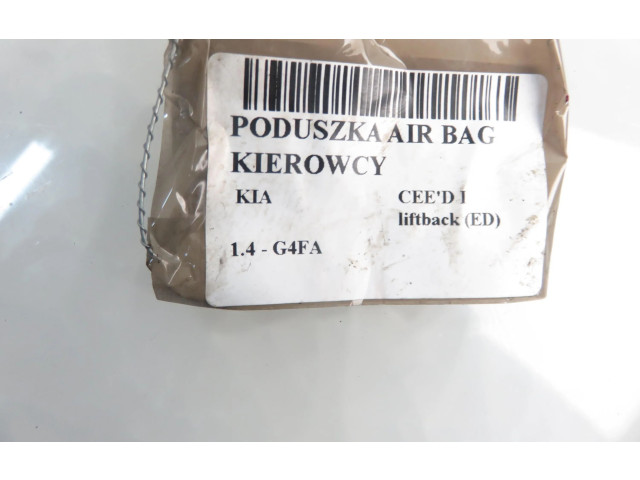 PODUSZKA AIR BAG
KIEROWCY
KIA CEE'D I
liftback (ED)
1.4 - G4FA